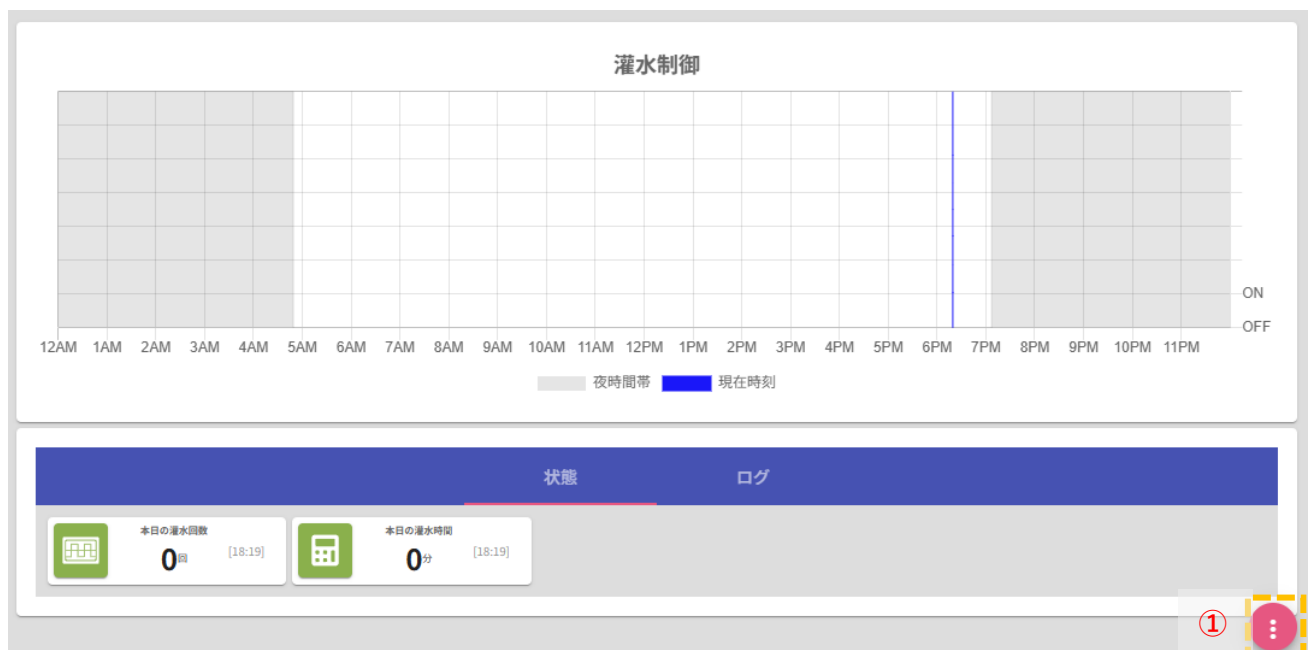 灌水制御
ON
OFF
12AM 1AM 2AM 3AM 4AM 5AM 6AM 7AM 8AM 9AM 10AM 11AM 12PM 1PM 2PM 3PM 4PM 5PM 6PM 7PM 8PM 9PM 10PM 11PM
夜時間帯 現在時刻
状態 ログ
本日の灌水回数
0回 [18:19]
本日の灌水時間
0分 [18:19]
①